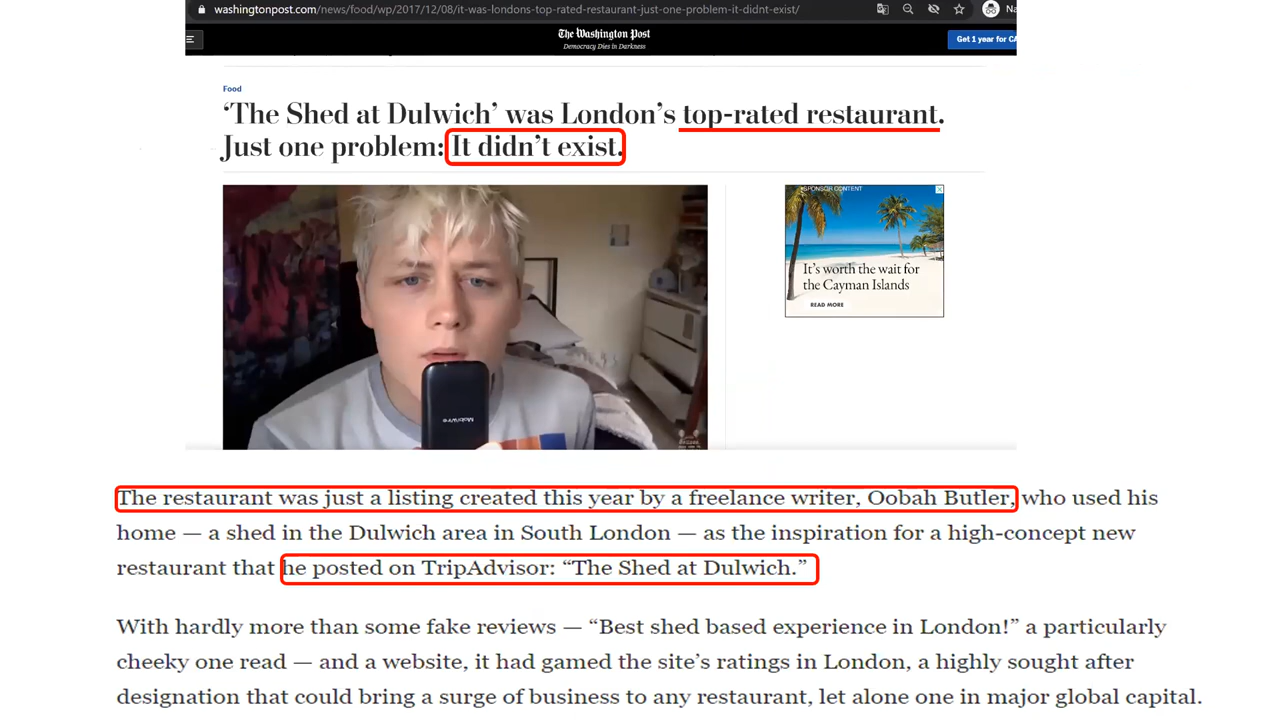 washingtonpost.com/news/food/wp/2017/12/08/it-was-londons-top-rated-restaurant-just-one-problem-it-didnt-exist/
The Washington Post
Democracy Dies in Darkness
Get 1 year for CA
Food
‘The Shed at Dulwich’ was London’s top-rated restaurant.
Just one problem: It didn’t exist.
SPONSOR CONTENT
It’s worth the wait for
the Cayman Islands
READ MORE
MobiWire
The restaurant was just a listing created this year by a freelance writer, Oobah Butler, who used his
home — a shed in the Dulwich area in South London — as the inspiration for a high-concept new
restaurant that he posted on TripAdvisor: “The Shed at Dulwich.”
With hardly more than some fake reviews — “Best shed based experience in London!” a particularly
cheeky one read — and a website, it had gamed the site’s ratings in London, a highly sought after
designation that could bring a surge of business to any restaurant, let alone one in major global capital.